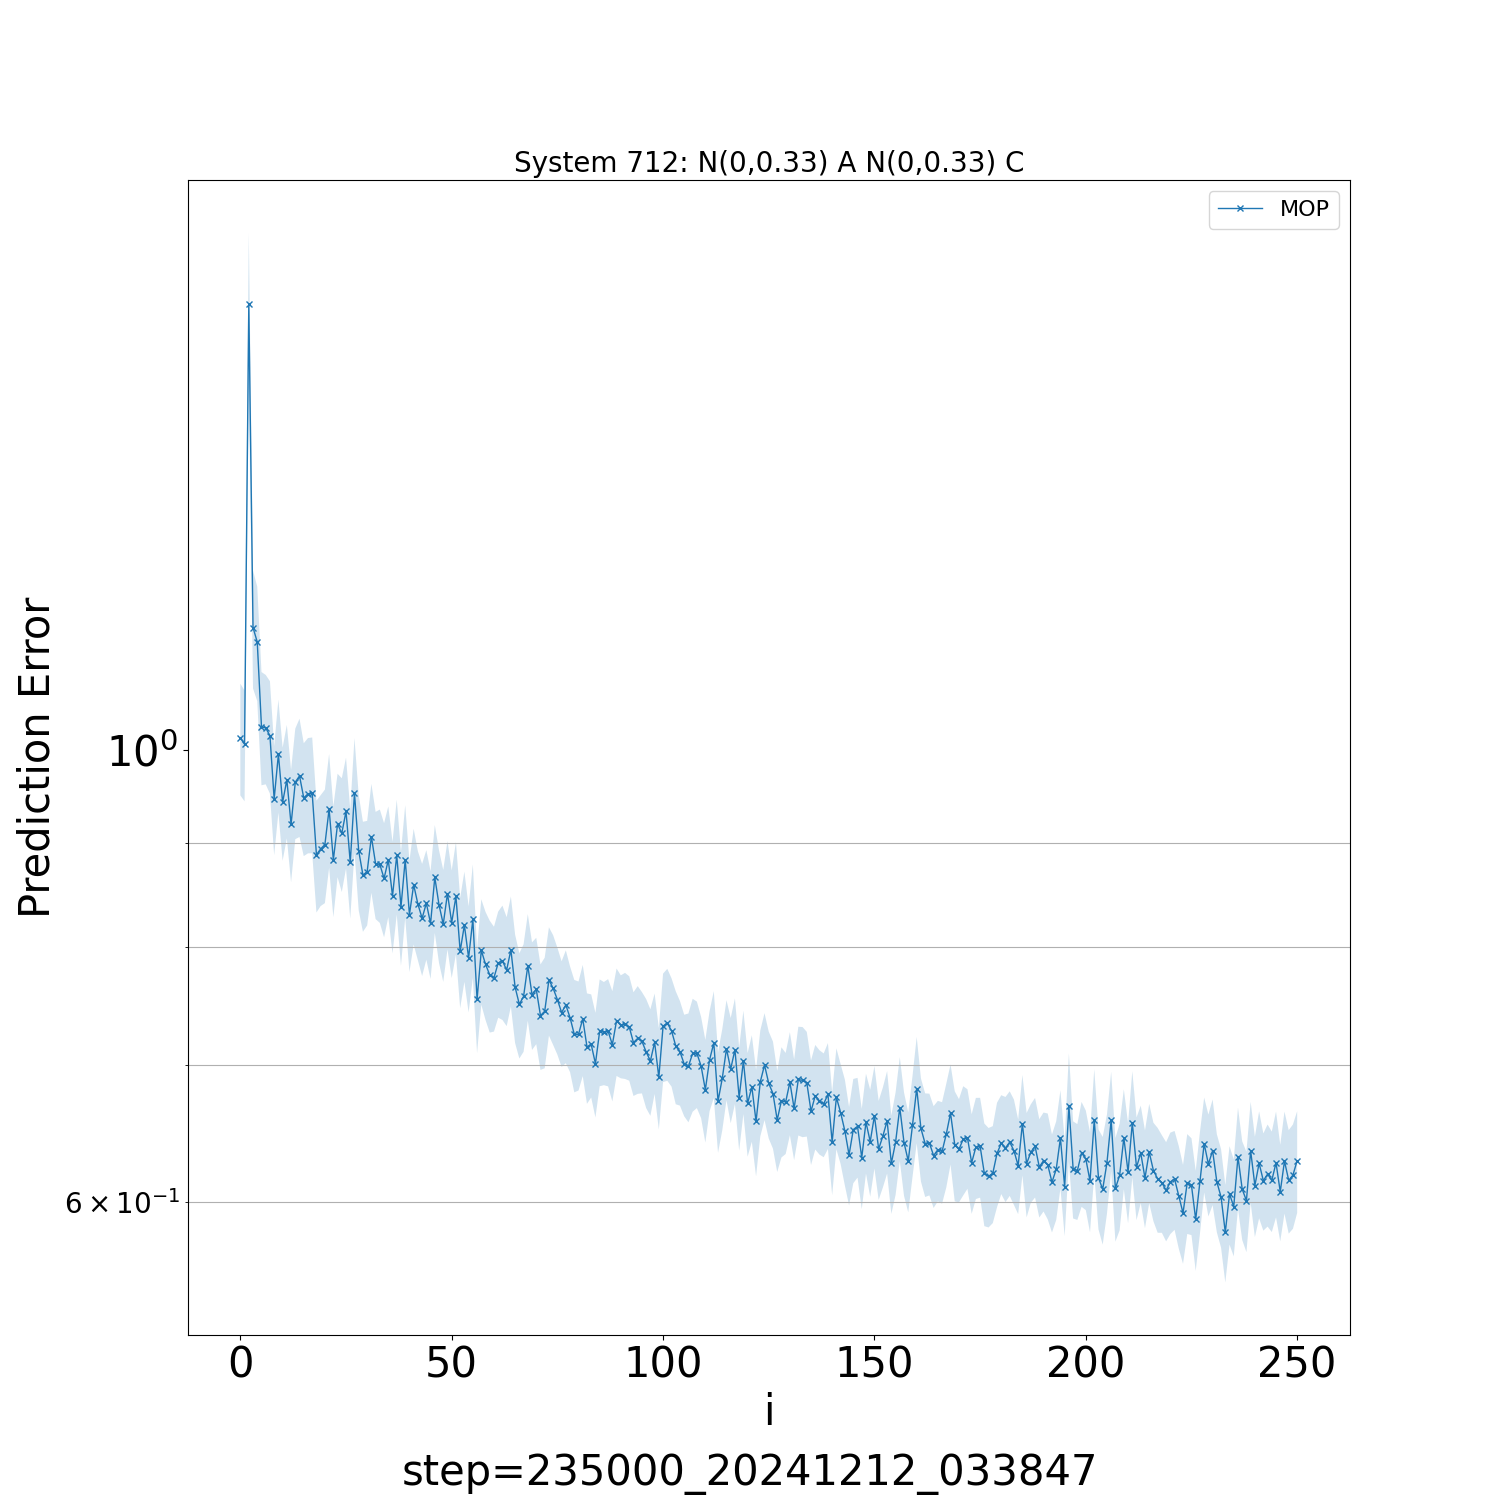 System 712: N(0,0.33) A N(0,0.33) C
MOP
Prediction Error
10⁰
6 × 10⁻¹
0 50 100 150 200 250
i
step=235000_20241212_033847